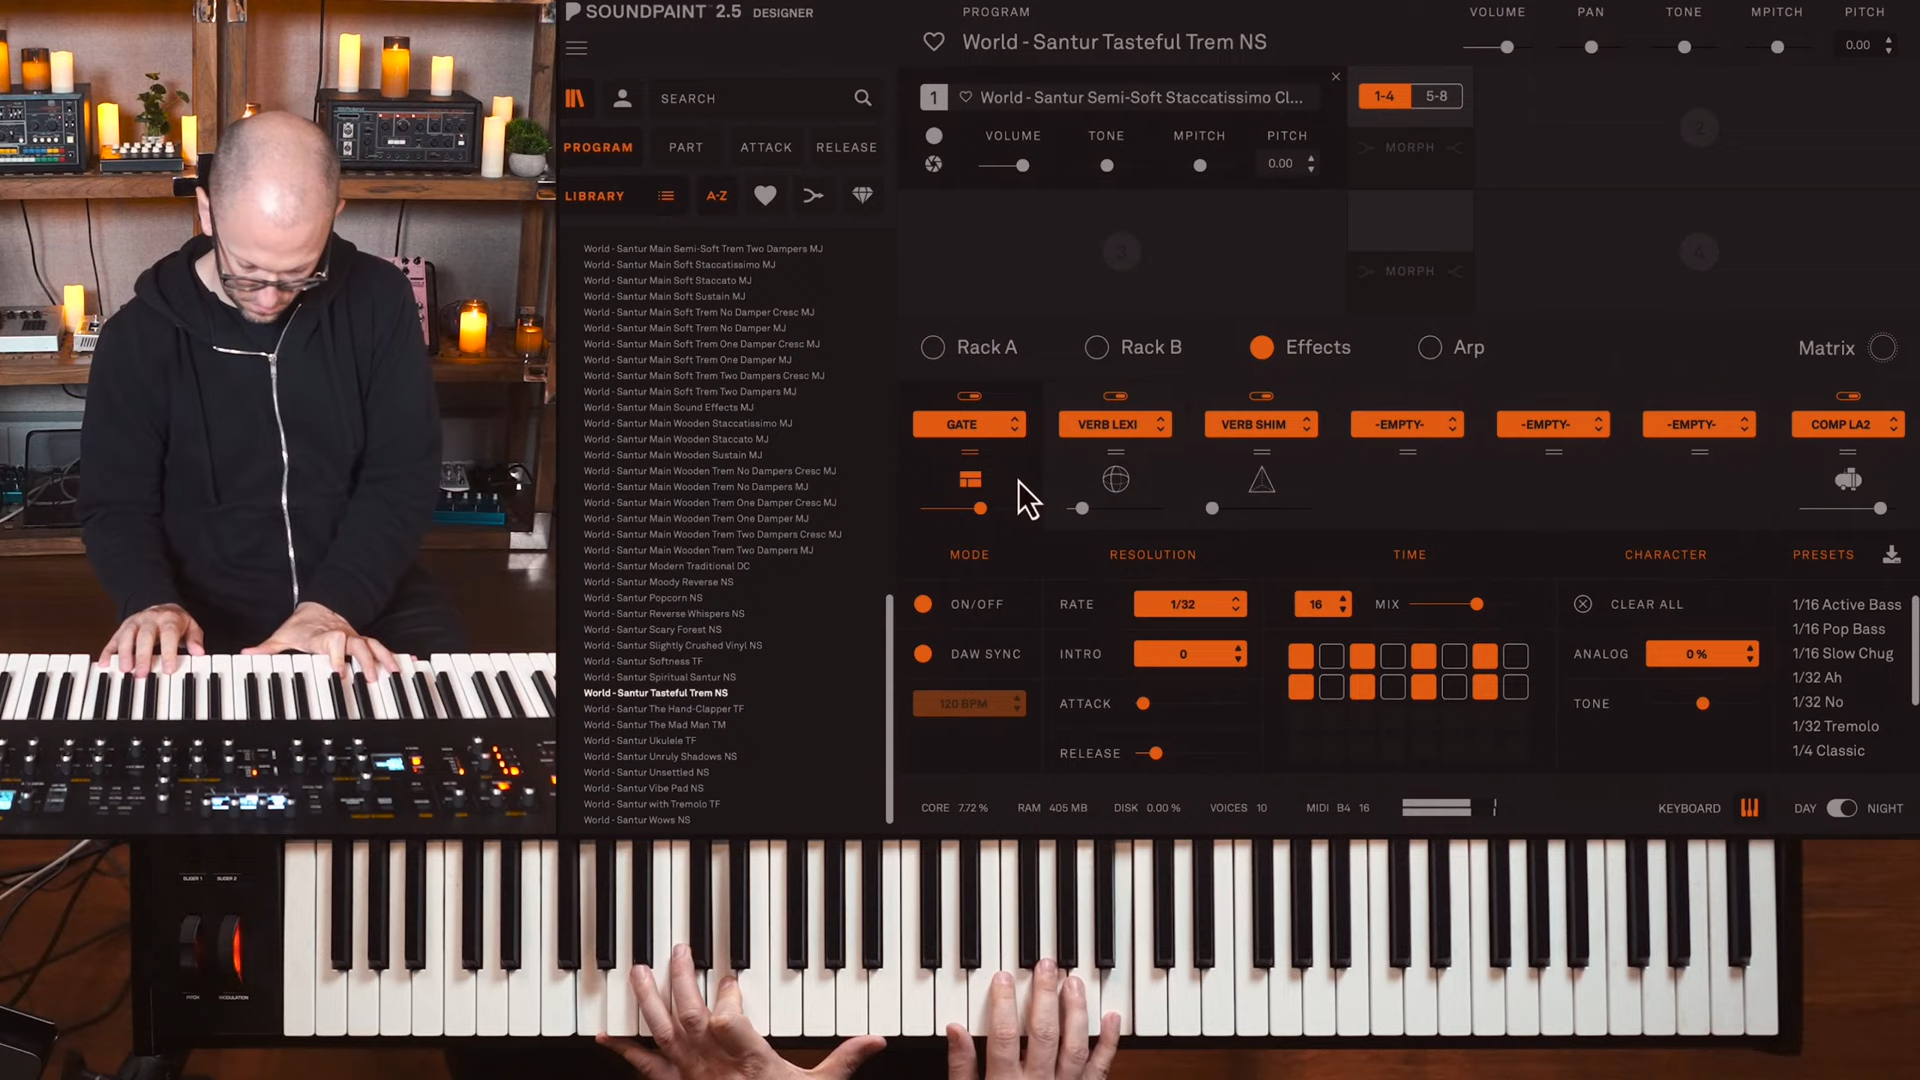 SOUNDPAINT™ 2.5 DESIGNER
PROGRAM
World - Santur Tasteful Trem NS
VOLUME PAN TONE MPITCH PITCH
0.00
SEARCH
PROGRAM PART ATTACK RELEASE
LIBRARY A-Z
World - Santur Main Semi-Soft Trem Two Dampers MJ
World - Santur Main Soft Staccatissimo MJ
World - Santur Main Soft Staccato MJ
World - Santur Main Soft Sustain MJ
World - Santur Main Soft Trem No Damper Cresc MJ
World - Santur Main Soft Trem No Damper MJ
World - Santur Main Soft Trem One Damper Cresc MJ
World - Santur Main Soft Trem One Damper MJ
World - Santur Main Soft Trem Two Dampers Cresc MJ
World - Santur Main Soft Trem Two Dampers MJ
World - Santur Main Sound Effects MJ
World - Santur Main Wooden Staccatissimo MJ
World - Santur Main Wooden Staccato MJ
World - Santur Main Wooden Sustain MJ
World - Santur Main Wooden Trem No Dampers Cresc MJ
World - Santur Main Wooden Trem No Dampers MJ
World - Santur Main Wooden Trem One Damper Cresc MJ
World - Santur Main Wooden Trem One Damper MJ
World - Santur Main Wooden Trem Two Dampers Cresc MJ
World - Santur Main Wooden Trem Two Dampers MJ
World - Santur Modern Traditional DC
World - Santur Moody Reverse NS
World - Santur Popcorn NS
World - Santur Reverse Whispers NS
World - Santur Scary Forest NS
World - Santur Slightly Crushed Vinyl NS
World - Santur Softness TF
World - Santur Spiritual Santur NS
World - Santur Tasteful Trem NS
World - Santur The Hand-Clapper TF
World - Santur The Mad Man TM
World - Santur Ukulele TF
World - Santur Unruly Shadows NS
World - Santur Unsettled NS
World - Santur Vibe Pad NS
World - Santur with Tremolo TF
World - Santur Wows NS
1 World - Santur Semi-Soft Staccatissimo Cl...
VOLUME TONE MPITCH PITCH
0.00
1-4 5-8
MORPH
2
3
MORPH
4
Rack A Rack B Effects Arp Matrix
GATE VERB LEXI VERB SHIM -EMPTY- -EMPTY- -EMPTY- COMP LA2
MODE RESOLUTION TIME CHARACTER PRESETS
ON/OFF RATE 1/32 16 MIX CLEAR ALL
DAW SYNC INTRO 0 ANALOG 0 %
120 BPM ATTACK TONE
RELEASE
1/16 Active Bass
1/16 Pop Bass
1/16 Slow Chug
1/32 Ah
1/32 No
1/32 Tremolo
1/4 Classic
CORE 7.72 % RAM 405 MB DISK 0.00 % VOICES 10 MIDI B4 16 KEYBOARD DAY NIGHT
SLIDER 1 SLIDER 2
PITCH MODULATION